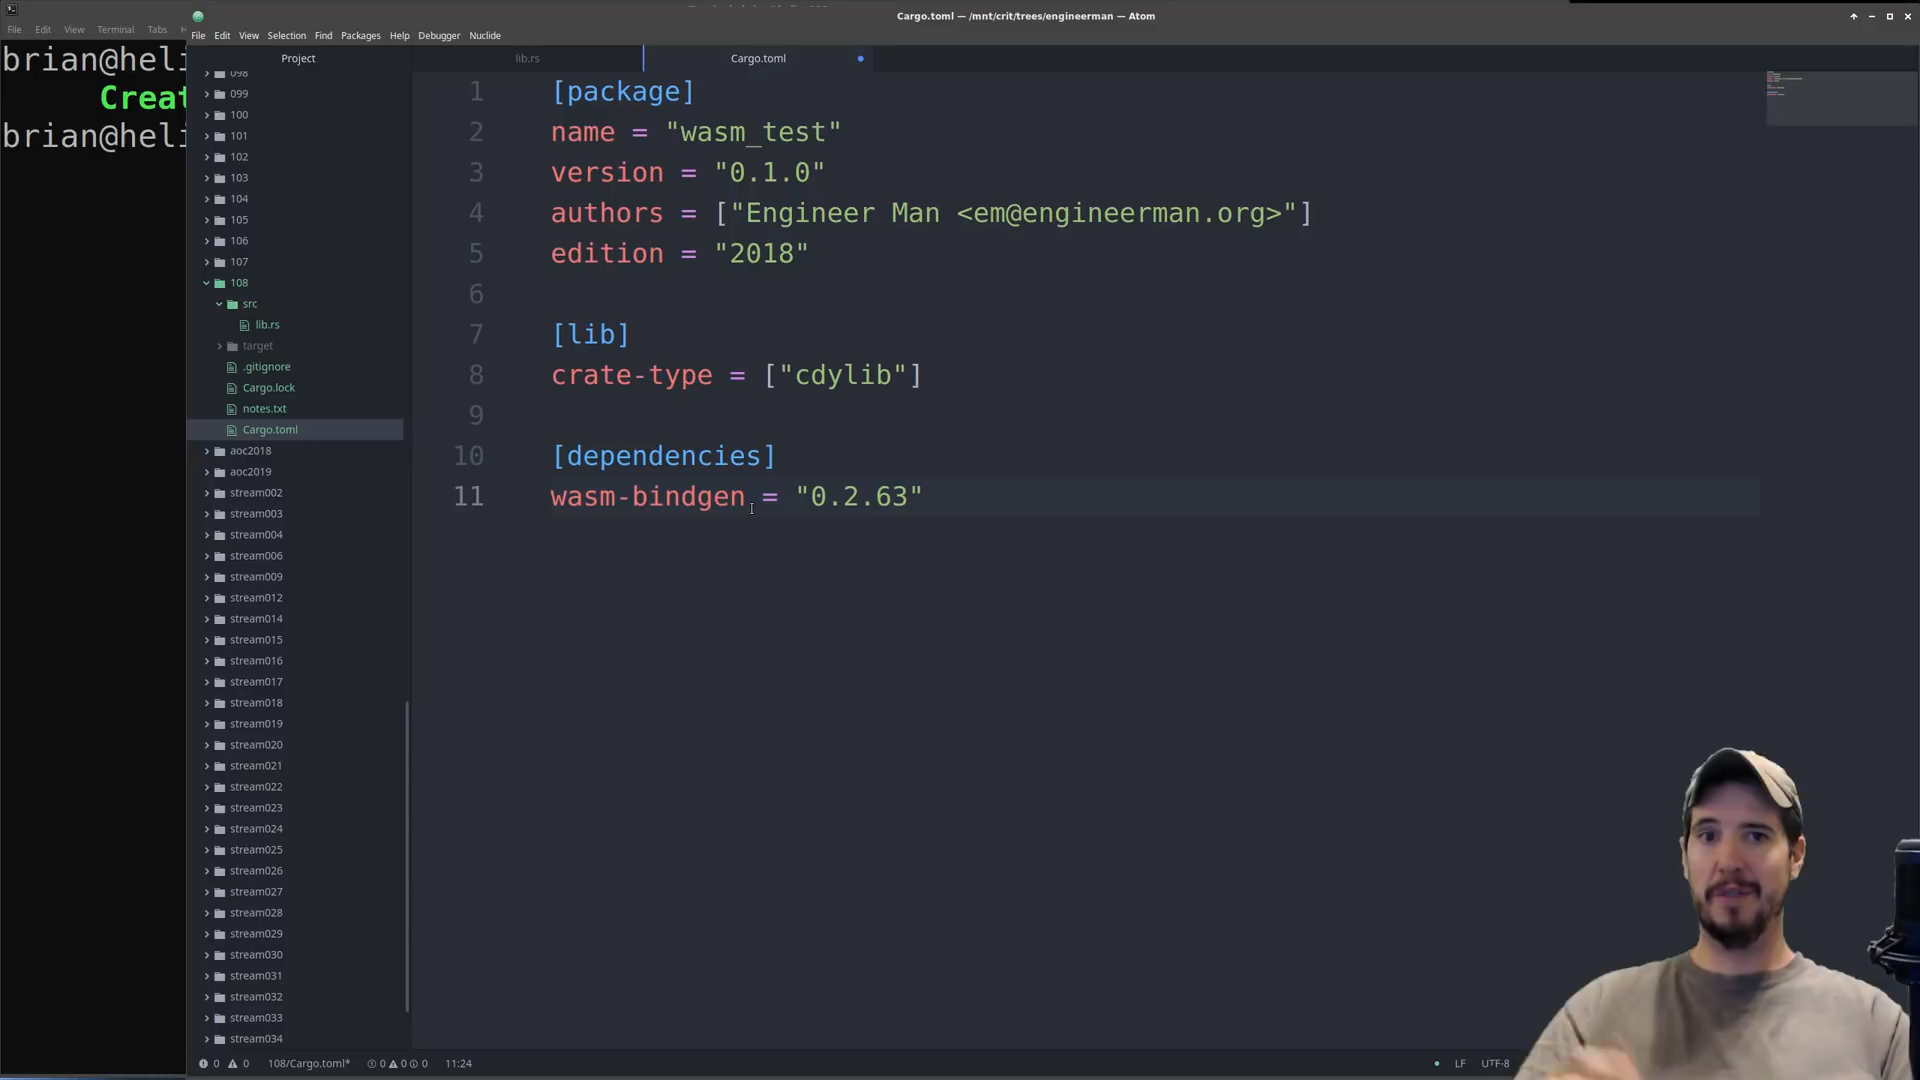 Cargo.toml — /mnt/crit/trees/engineerman — Atom
File Edit View Terminal Tabs
File Edit View Selection Find Packages Help Debugger Nuclide
brian@heli
Creat
brian@heli
Project
lib.rs
Cargo.toml
098
099
100
101
102
103
104
105
106
107
108
src
lib.rs
target
.gitignore
Cargo.lock
notes.txt
Cargo.toml
aoc2018
aoc2019
stream002
stream003
stream004
stream006
stream009
stream012
stream014
stream015
stream016
stream017
stream018
stream019
stream020
stream021
stream022
stream023
stream024
stream025
stream026
stream027
stream028
stream029
stream030
stream031
stream032
stream033
stream034
1 [package]
2 name = "wasm_test"
3 version = "0.1.0"
4 authors = ["Engineer Man <em@engineerman.org>"]
5 edition = "2018"
6
7 [lib]
8 crate-type = ["cdylib"]
9
10 [dependencies]
11 wasm-bindgen = "0.2.63"
0 0 108/Cargo.toml* 0 0 0 11:24
LF UTF-8